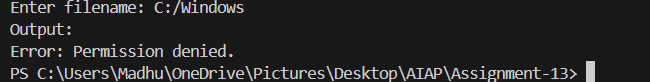 Enter filename: C:/Windows
Output:
Error: Permission denied.
PS C:\Users\Madhu\OneDrive\Pictures\Desktop\AIAP\Assignment-13>